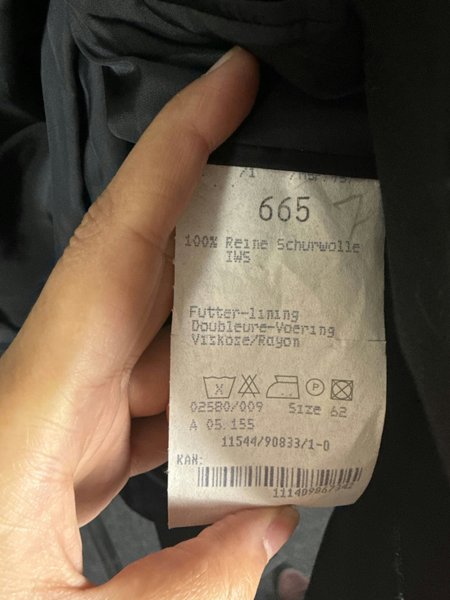 665
7
100% Reine Schurwolle
IWS
Futter-lining
Doubleure-Voering
Viskose/Rayon
P
02580/009 Size 62
A 05.155
11544/90833/1-0
KAN: